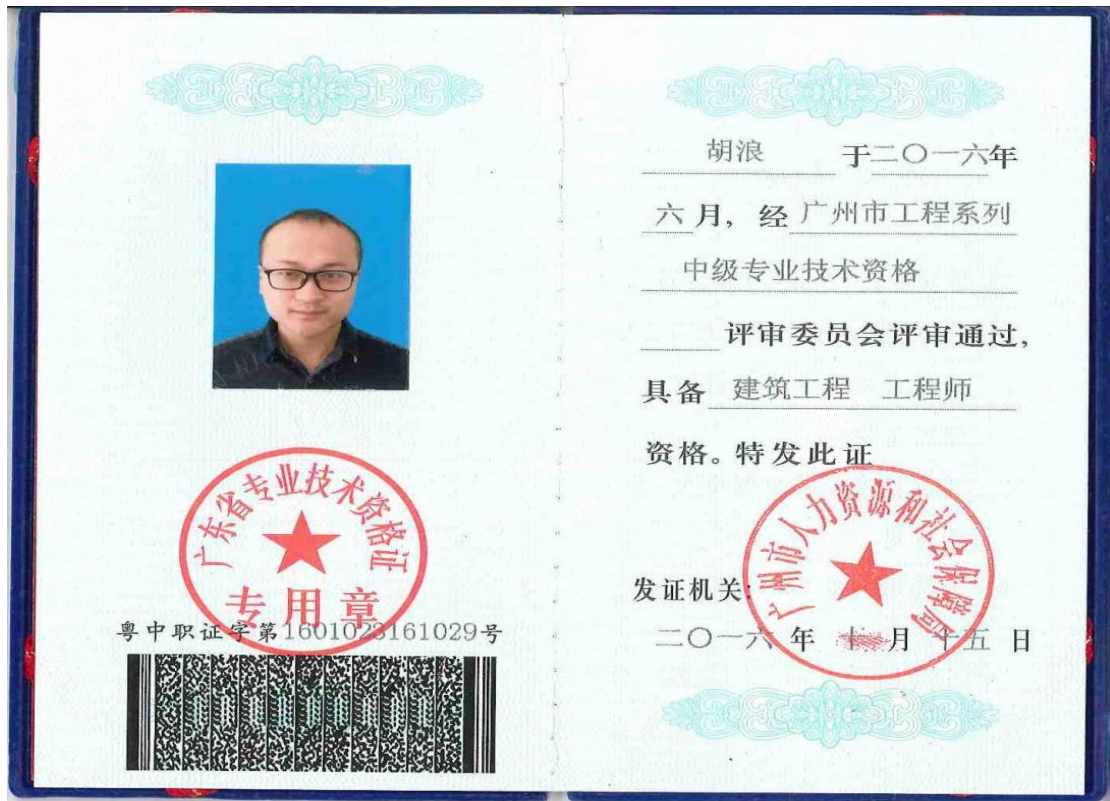 广东省专业技术资格证
专用章
粤中职证字第1601023161029号
胡浪 于二〇一六年
六月，经广州市工程系列
中级专业技术资格
评审委员会评审通过，
具备 建筑工程 工程师
资格。特发此证
广州市人力资源和社会保障局
发证机关:
二〇一六 年 月 十五 日